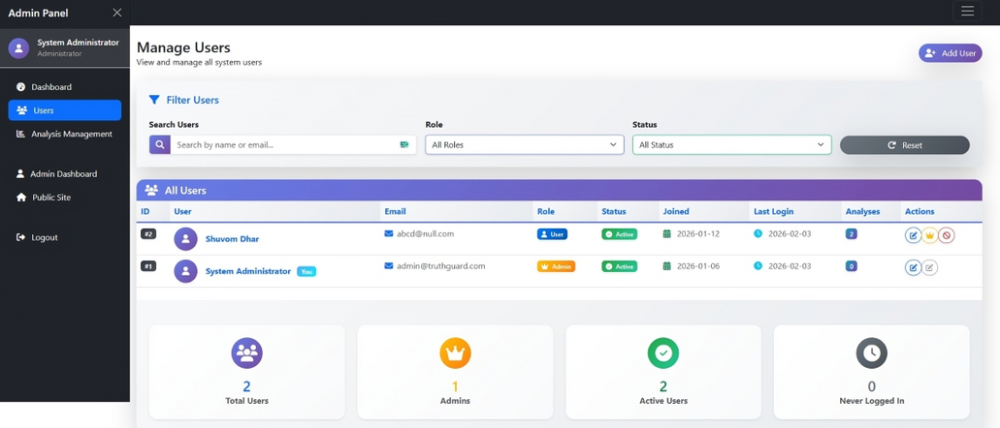 Admin Panel
System Administrator
Administrator
Dashboard
Users
Analysis Management
Admin Dashboard
Public Site
Logout
Manage Users
View and manage all system users
Add User
Filter Users
Search Users
Role
Status
Search by name or email...
All Roles
All Status
Reset
All Users
ID User Email Role Status Joined Last Login Analyses Actions
#2 Shuvom Dhar abcd@null.com User Active 2026-01-12 2026-02-03 2
#1 System Administrator You admin@truthguard.com Admin Active 2026-01-06 2026-02-03 0
2
Total Users
1
Admins
2
Active Users
0
Never Logged In